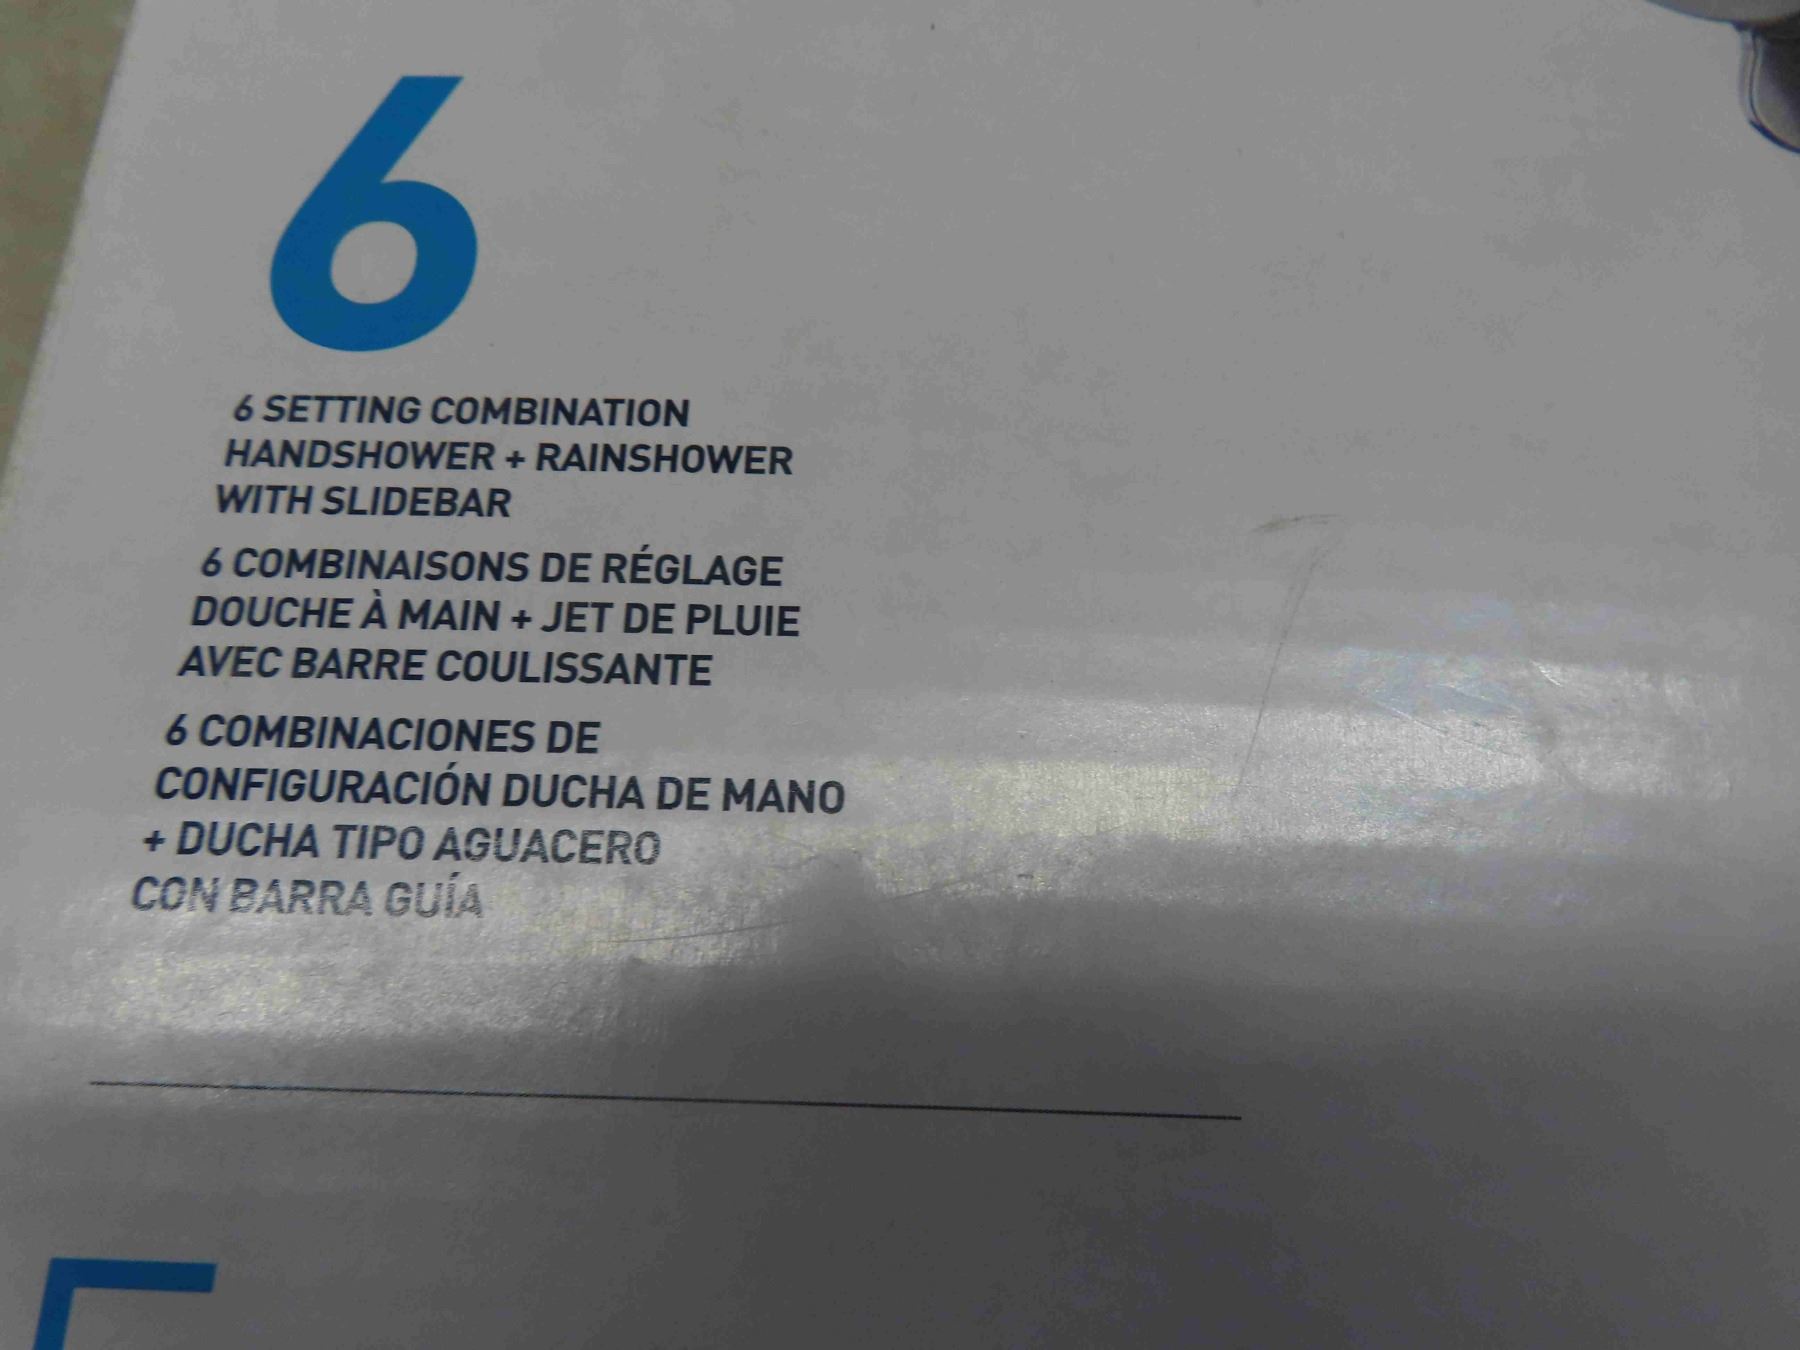 6
6 SETTING COMBINATION
HANDSHOWER + RAINSHOWER
WITH SLIDEBAR
6 COMBINAISONS DE RÉGLAGE
DOUCHE À MAIN + JET DE PLUIE
AVEC BARRE COULISSANTE
6 COMBINACIONES DE
CONFIGURACIÓN DUCHA DE MANO
+ DUCHA TIPO AGUACERO
CON BARRA GUÍA